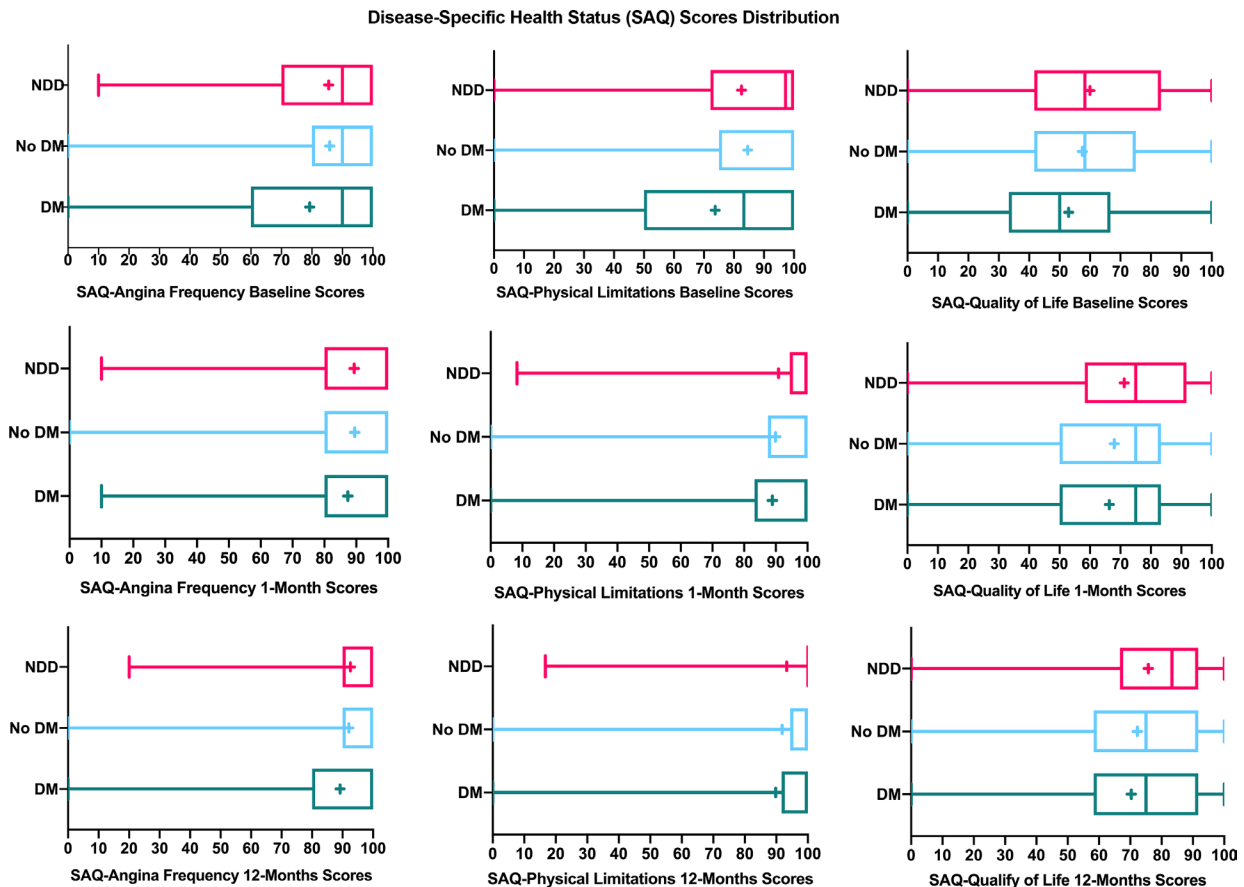 Disease-Specific Health Status (SAQ) Scores Distribution
NDD
No DM
DM
0 10 20 30 40 50 60 70 80 90 100
SAQ-Angina Frequency Baseline Scores
NDD
No DM
DM
0 10 20 30 40 50 60 70 80 90 100
SAQ-Physical Limitations Baseline Scores
NDD
No DM
DM
0 10 20 30 40 50 60 70 80 90 100
SAQ-Quality of Life Baseline Scores
NDD
No DM
DM
0 10 20 30 40 50 60 70 80 90 100
SAQ-Angina Frequency 1-Month Scores
NDD
No DM
DM
0 10 20 30 40 50 60 70 80 90 100
SAQ-Physical Limitations 1-Month Scores
NDD
No DM
DM
0 10 20 30 40 50 60 70 80 90 100
SAQ-Quality of Life 1-Month Scores
NDD
No DM
DM
0 10 20 30 40 50 60 70 80 90 100
SAQ-Angina Frequency 12-Months Scores
NDD
No DM
DM
0 10 20 30 40 50 60 70 80 90 100
SAQ-Physical Limitations 12-Months Scores
NDD
No DM
DM
0 10 20 30 40 50 60 70 80 90 100
SAQ-Qualify of Life 12-Months Scores